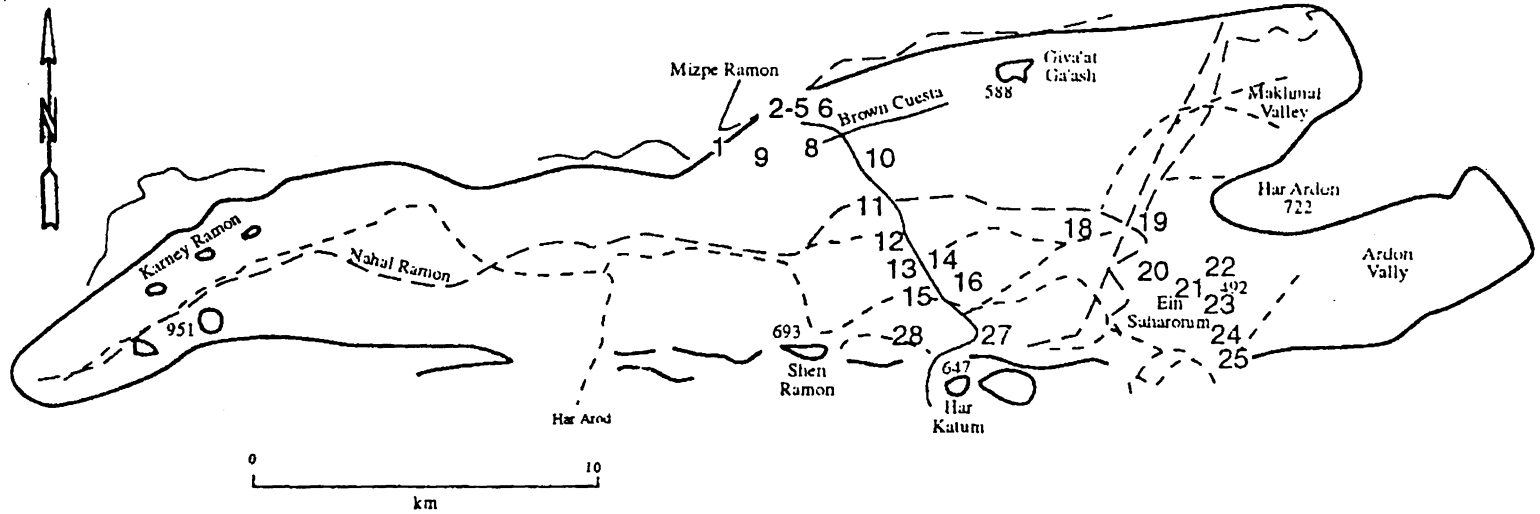 N
Mizpe Ramon
2-5 6
Brown Cuesta
Giva'at
Ga'ash
588
Makhmal
Valley
1
9
8
10
Har Ardon
722
11
12
13
14
15
16
18
19
20
21
22
492
23
24
25
Ein
Saharonim
Ardon
Vally
Karney Ramon
Nahal Ramon
951
693
Shen
Ramon
28
27
647
Har
Katum
Har Arod
0
10
km